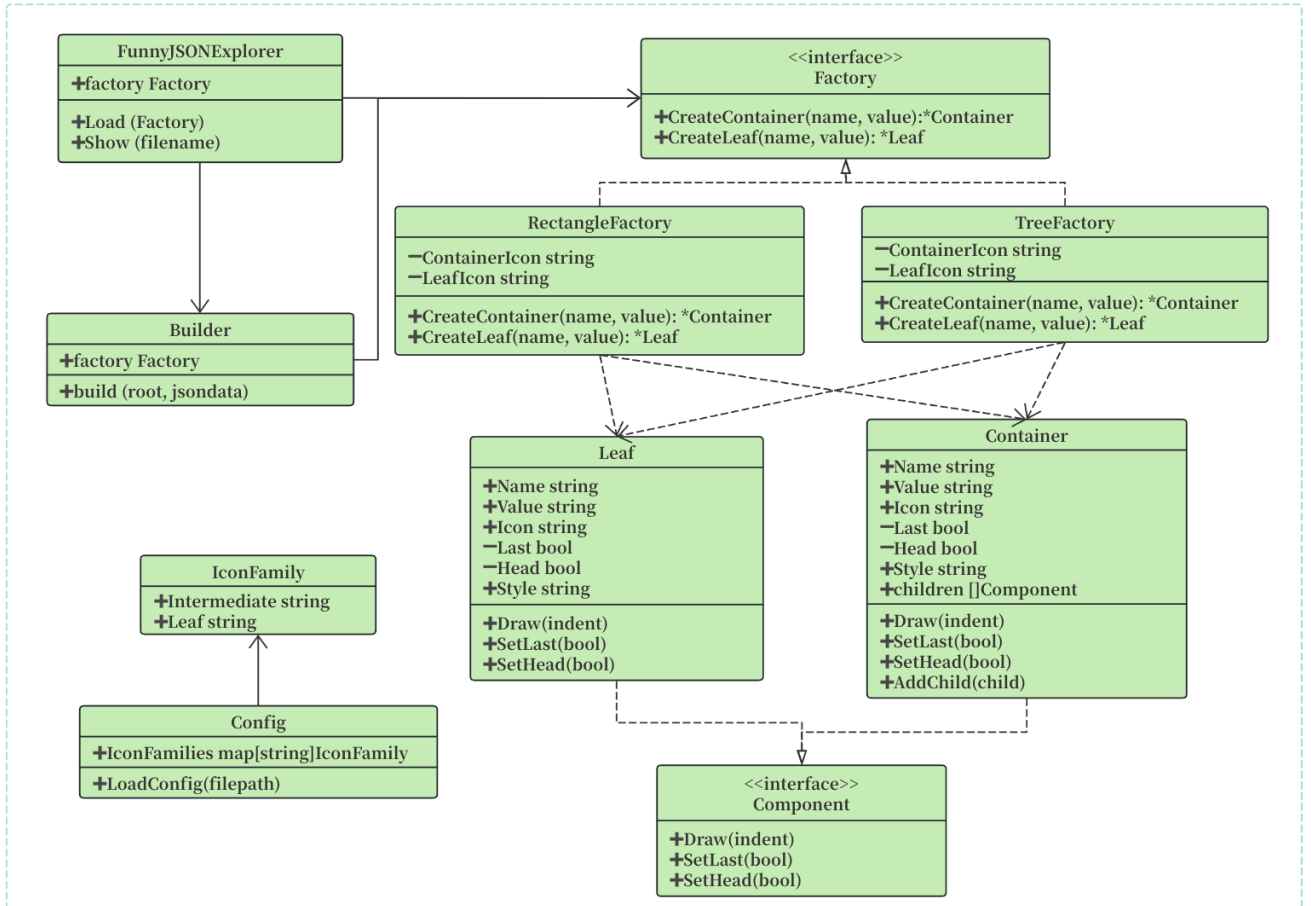 FunnyJSONExplorer
+factory Factory
+Load (Factory)
+Show (filename)
<<interface>>
Factory
+CreateContainer(name, value):*Container
+CreateLeaf(name, value): *Leaf
RectangleFactory
-ContainerIcon string
-LeafIcon string
+CreateContainer(name, value): *Container
+CreateLeaf(name, value): *Leaf
TreeFactory
-ContainerIcon string
-LeafIcon string
+CreateContainer(name, value): *Container
+CreateLeaf(name, value): *Leaf
Builder
+factory Factory
+build (root, jsondata)
Leaf
+Name string
+Value string
+Icon string
-Last bool
-Head bool
+Style string
+Draw(indent)
+SetLast(bool)
+SetHead(bool)
Container
+Name string
+Value string
+Icon string
-Last bool
-Head bool
+Style string
+children []Component
+Draw(indent)
+SetLast(bool)
+SetHead(bool)
+AddChild(child)
IconFamily
+Intermediate string
+Leaf string
Config
+IconFamilies map[string]IconFamily
+LoadConfig(filepath)
<<interface>>
Component
+Draw(indent)
+SetLast(bool)
+SetHead(bool)